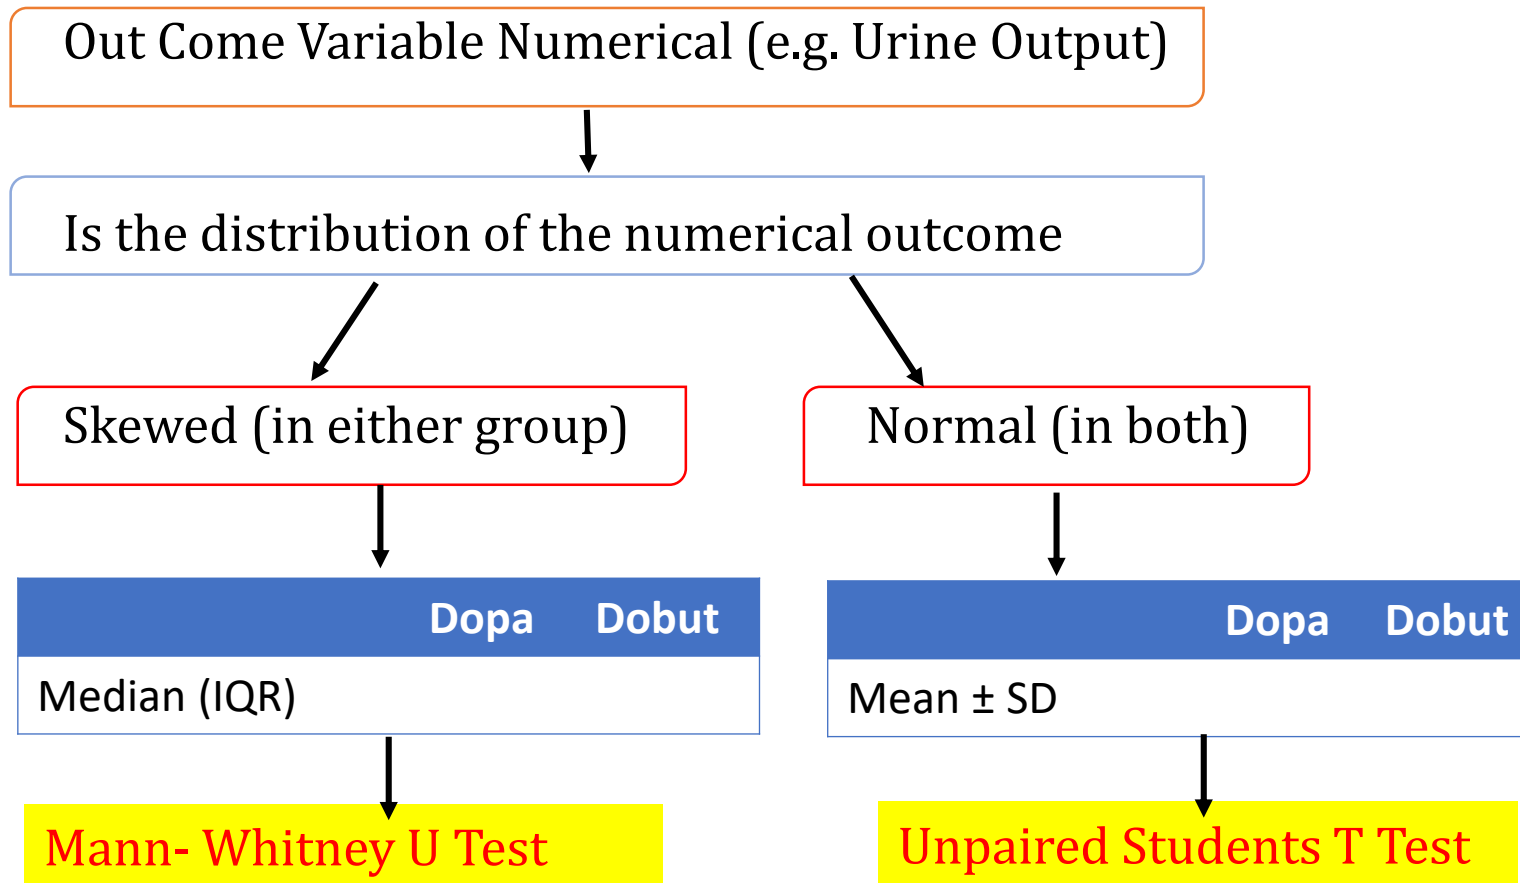 Out Come Variable Numerical (e.g. Urine Output)
Is the distribution of the numerical outcome
Skewed (in either group)
Normal (in both)
Dopa Dobut
Median (IQR)
Dopa Dobut
Mean ± SD
Mann- Whitney U Test
Unpaired Students T Test